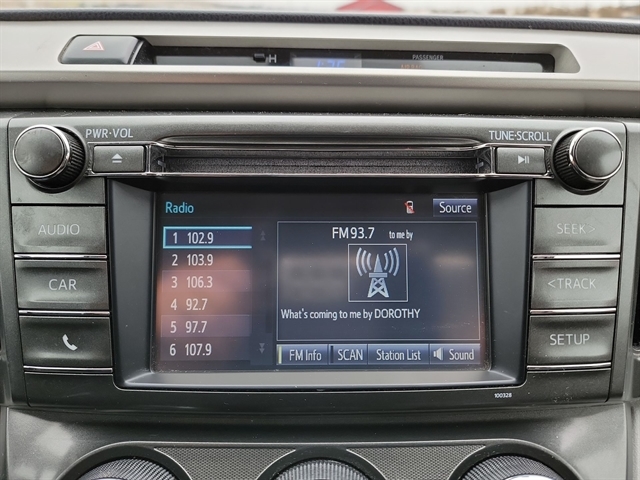 H
PASSENGER
PWR·VOL
TUNE·SCROLL
AUDIO
CAR
SEEK>
<TRACK
SETUP
Radio
Source
1 102.9
2 103.9
3 106.3
4 92.7
5 97.7
6 107.9
FM93.7 to me by
What's coming to me by DOROTHY
FM Info
SCAN
Station List
Sound
100328